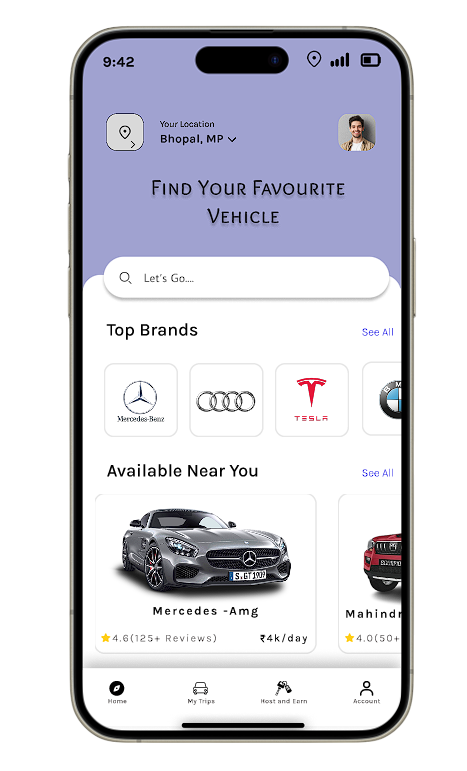 9:42
Your Location
Bhopal, MP
Find Your Favourite
Vehicle
Let's Go....
Top Brands
See All
Mercedes-Benz
TESLA
B M
Available Near You
See All
S·GT 1009
Mercedes -Amg
4.6(125+ Reviews)
₹4k/day
SCORPIO
Mahindr
4.0(50+
Home
My Trips
Host and Earn
Account